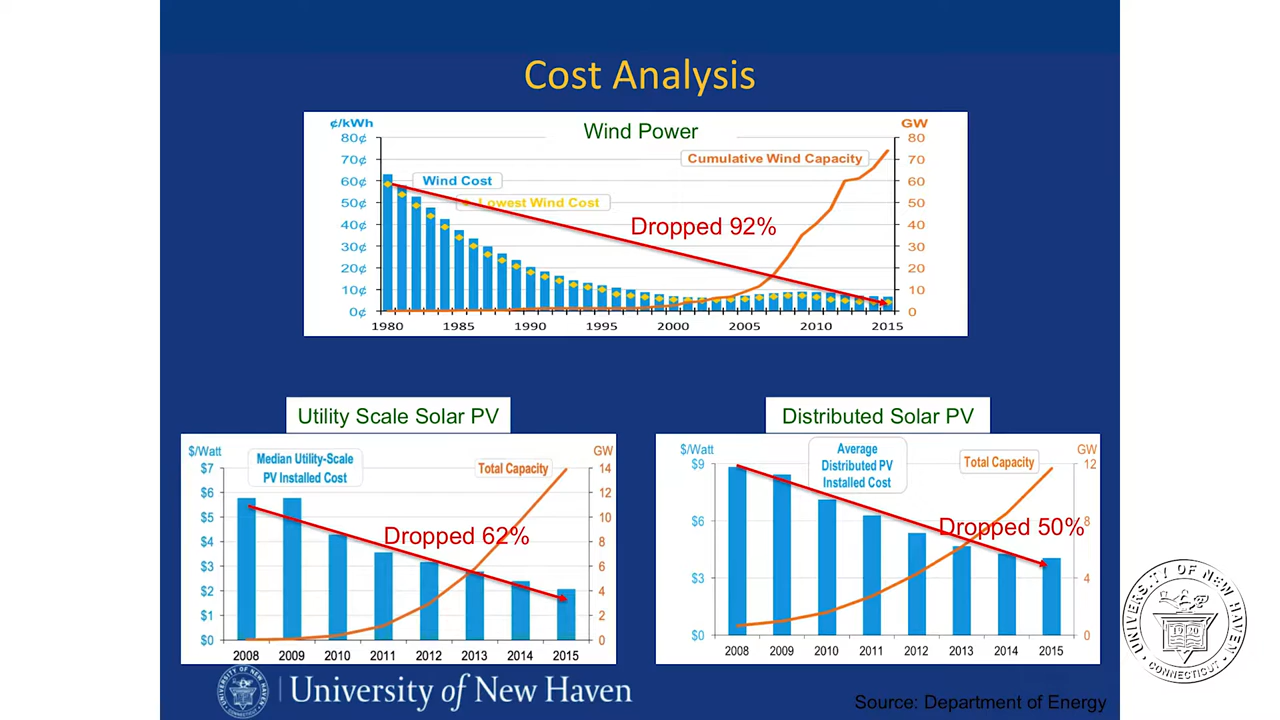 Cost Analysis
¢/kWh
Wind Power
GW
80¢
70¢
60¢
50¢
40¢
30¢
20¢
10¢
0¢
Cumulative Wind Capacity
Wind Cost
Lowest Wind Cost
Dropped 92%
80
70
60
50
40
30
20
10
0
1980 1985 1990 1995 2000 2005 2010 2015
Utility Scale Solar PV
$/Watt
GW
Median Utility-Scale
PV Installed Cost
Total Capacity
$7
$6
$5
$4
$3
$2
$1
$0
Dropped 62%
14
12
10
8
6
4
2
0
2008 2009 2010 2011 2012 2013 2014 2015
Distributed Solar PV
$/Watt
GW
Average
Distributed PV
Installed Cost
Total Capacity
$9
$6
$3
$0
Dropped 50%
12
8
4
0
2008 2009 2010 2011 2012 2013 2014 2015
University of New Haven
Source: Department of Energy
UNIVERSITY OF NEW HAVEN
1920
CONNECTICUT